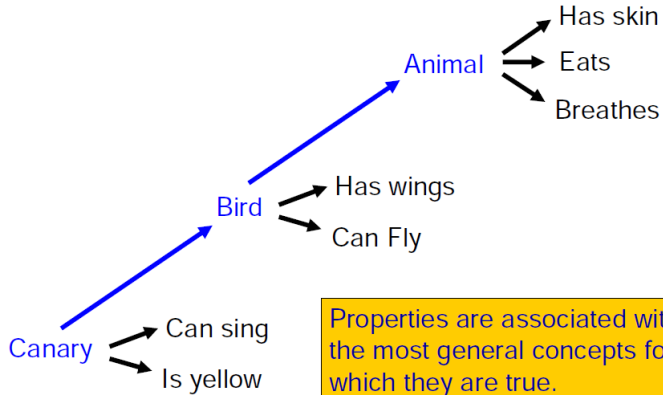 Has skin
Animal
Eats
Breathes
Has wings
Bird
Can Fly
Can sing
Canary
Is yellow
Properties are associated wit
the most general concepts fo
which they are true.